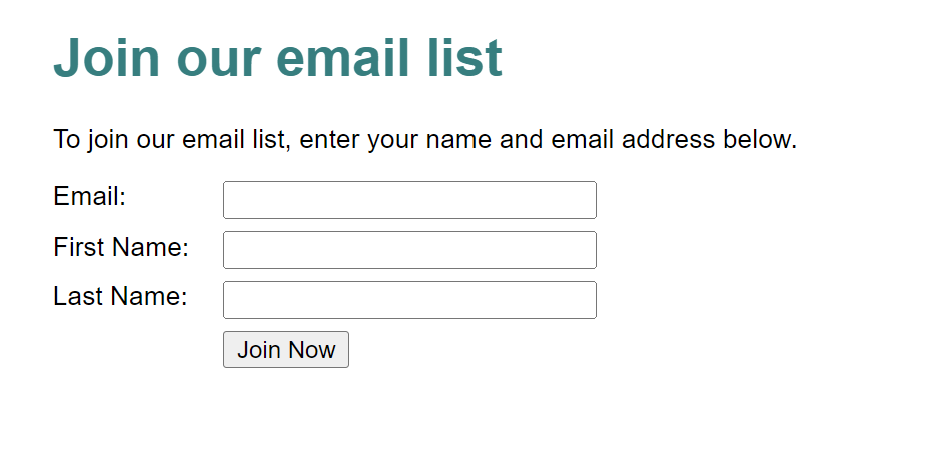 Join our email list
To join our email list, enter your name and email address below.
Email:
First Name:
Last Name:
Join Now